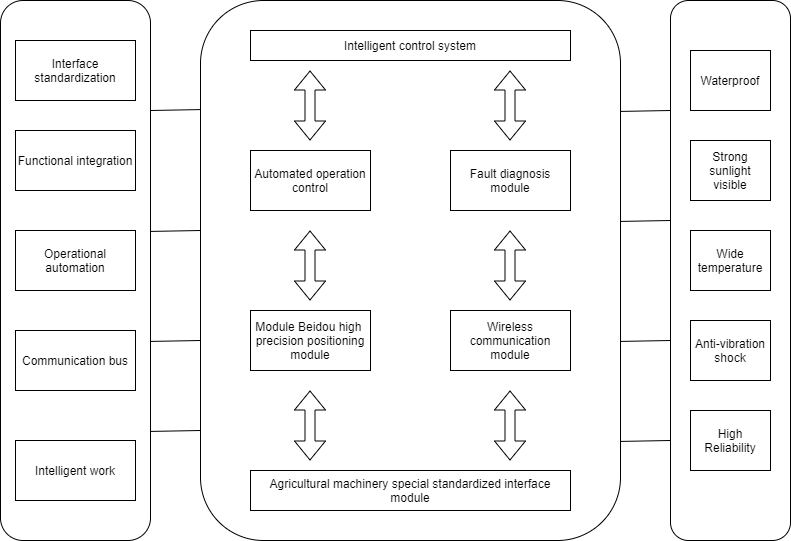 Interface
standardization
Functional integration
Operational
automation
Communication bus
Intelligent work
Intelligent control system
Automated operation
control
Fault diagnosis
module
Module Beidou high
precision positioning
module
Wireless
communication
module
Agricultural machinery special standardized interface
module
Waterproof
Strong
sunlight
visible
Wide
temperature
Anti-vibration
shock
High
Reliability